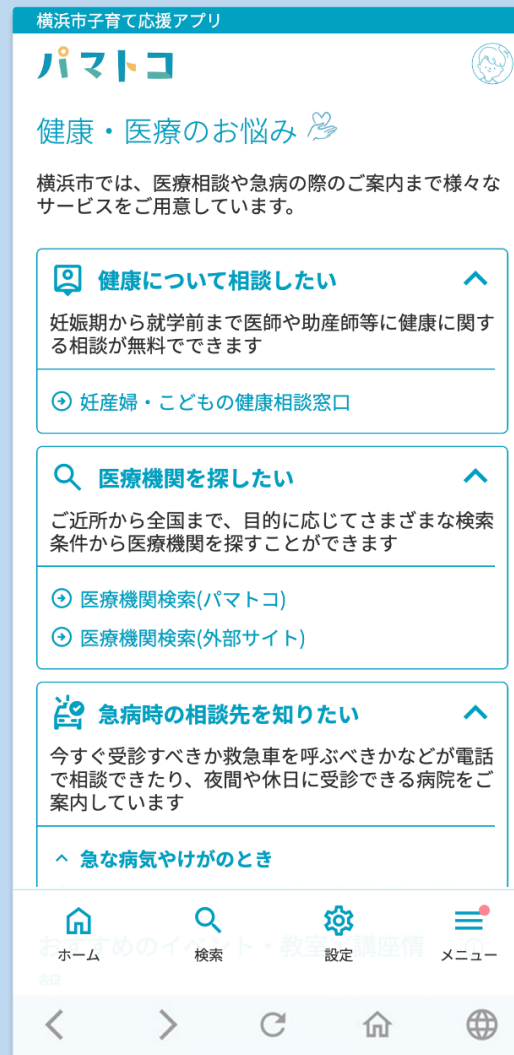 横浜市子育て応援アプリ
パマトコ
健康・医療のお悩み
横浜市では、医療相談や急病の際のご案内まで様々な
サービスをご用意しています。
健康について相談したい
妊娠期から就学前まで医師や助産師等に健康に関す
る相談が無料でできます
妊産婦・こどもの健康相談窓口
医療機関を探したい
ご近所から全国まで、目的に応じてさまざまな検索
条件から医療機関を探すことができます
医療機関検索(パマトコ)
医療機関検索(外部サイト)
急病時の相談先を知りたい
今すぐ受診すべきか救急車を呼ぶべきかなどが電話
で相談できたり、夜間や休日に受診できる病院をご
案内しています
急な病気やけがのとき
ホーム
検索
設定
メニュー